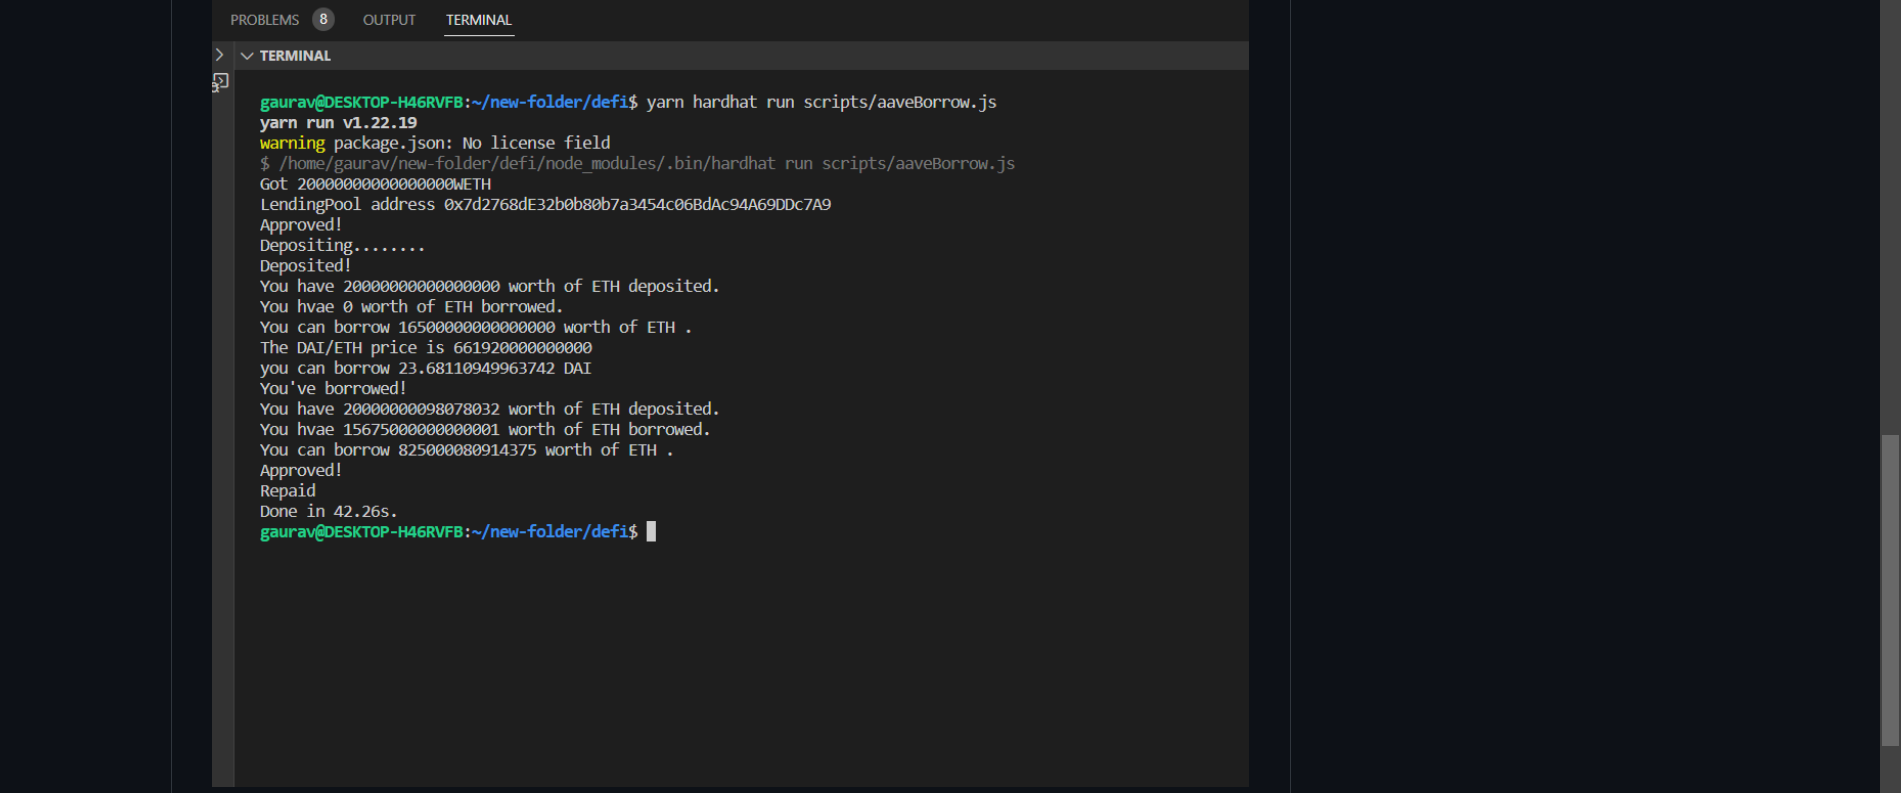 PROBLEMS 8 OUTPUT TERMINAL
TERMINAL
gaurav@DESKTOP-H46RVFB:~/new-folder/defi$ yarn hardhat run scripts/aaveBorrow.js
yarn run v1.22.19
warning package.json: No license field
$ /home/gaurav/new-folder/defi/node_modules/.bin/hardhat run scripts/aaveBorrow.js
Got 20000000000000000WETH
LendingPool address 0x7d2768dE32b0b80b7a3454c06BdAc94A69DDc7A9
Approved!
Depositing........
Deposited!
You have 20000000000000000 worth of ETH deposited.
You hvae 0 worth of ETH borrowed.
You can borrow 16500000000000000 worth of ETH .
The DAI/ETH price is 661920000000000
you can borrow 23.68110949963742 DAI
You've borrowed!
You have 20000000098078032 worth of ETH deposited.
You hvae 15675000000000001 worth of ETH borrowed.
You can borrow 825000080914375 worth of ETH .
Approved!
Repaid
Done in 42.26s.
gaurav@DESKTOP-H46RVFB:~/new-folder/defi$